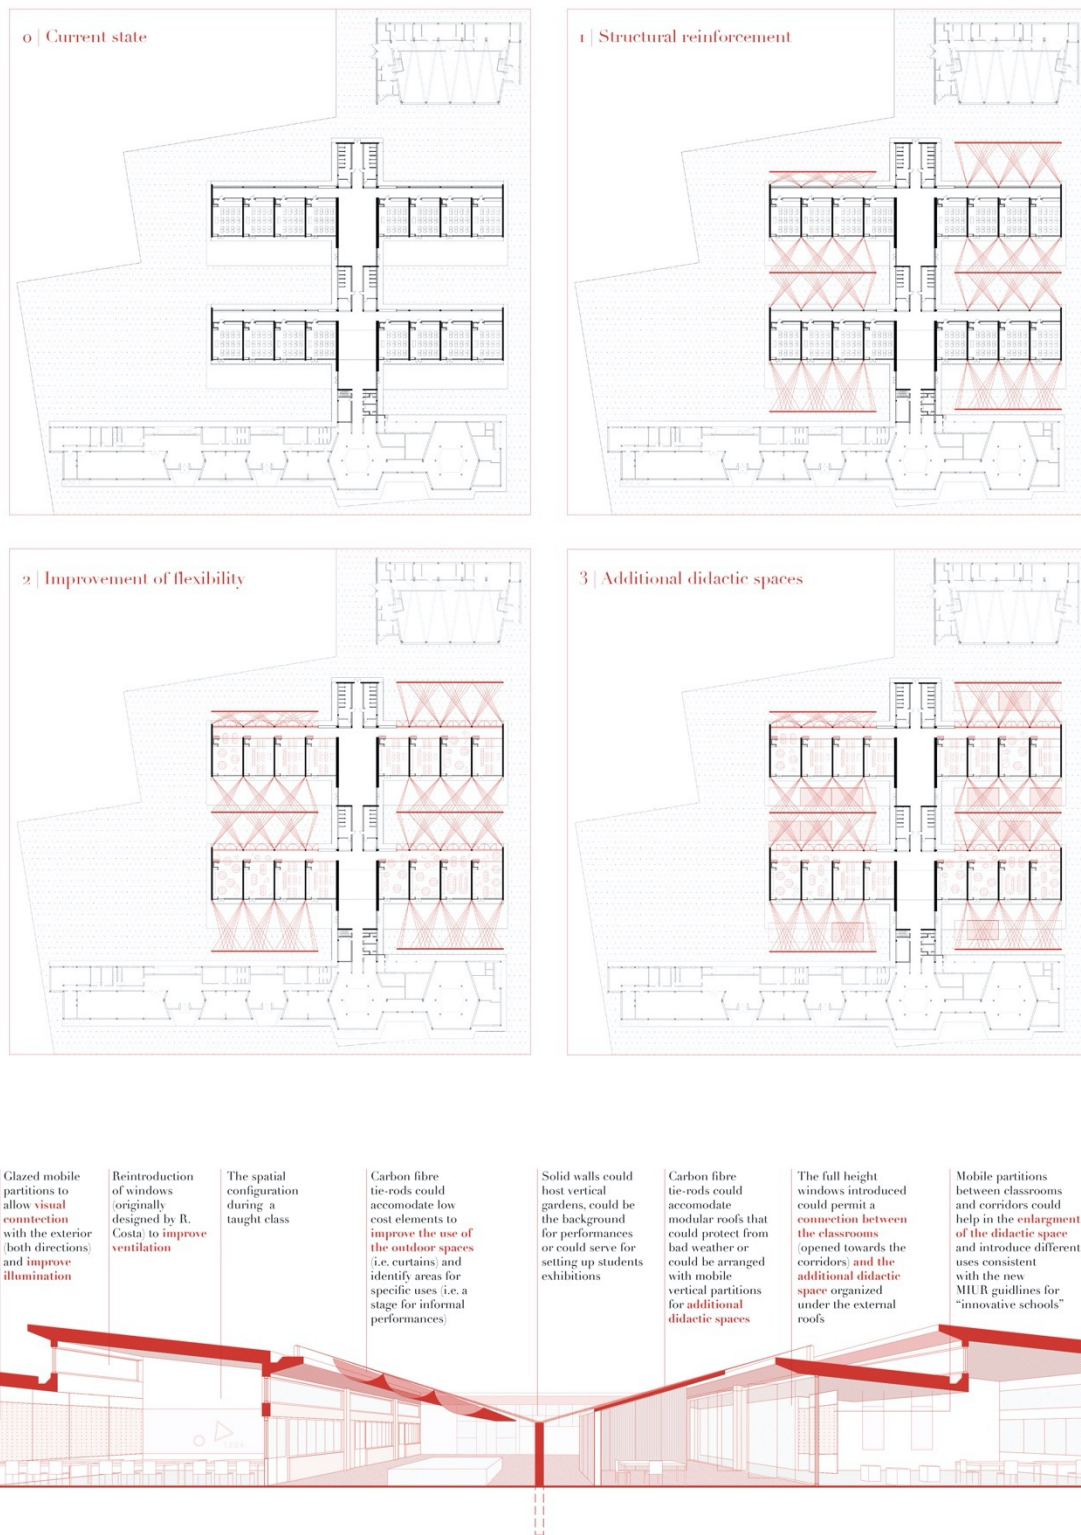 0 | Current state
1 | Structural reinforcement
2 | Improvement of flexibility
3 | Additional didactic spaces
Glazed mobile
partitions to
allow visual
conntection
with the exterior
(both directions)
and improve
illumination
Reintroduction
of windows
(originally
designed by R.
Costa) to improve
ventilation
The spatial
configuration
during a
taught class
Carbon fibre
tie-rods could
accomodate low
cost elements to
improve the use of
the outdoor spaces
(i.e. curtains) and
identify areas for
specific uses (i.e. a
stage for informal
performances)
Solid walls could
host vertical
gardens, could be
the background
for performances
or could serve for
setting up students
exhibitions
Carbon fibre
tie-rods could
accomodate
modular roofs that
could protect from
bad weather or
could be arranged
with mobile
vertical partitions
for additional
didactic spaces
The full height
windows introduced
could permit a
connection between
the classrooms
(opened towards the
corridors) and the
additional didactic
space organized
under the external
roofs
Mobile partitions
between classrooms
and corridors could
help in the enlargment
of the didactic space
and introduce different
uses consistent
with the new
MIUR guidlines for
“innovative schools”